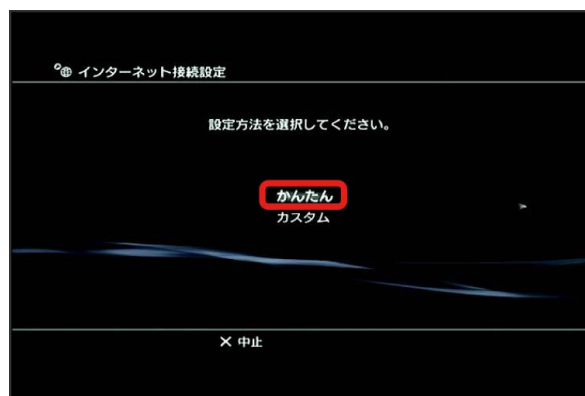 インターネット接続設定
設定方法を選択してください。
かんたん
カスタム
✕ 中止